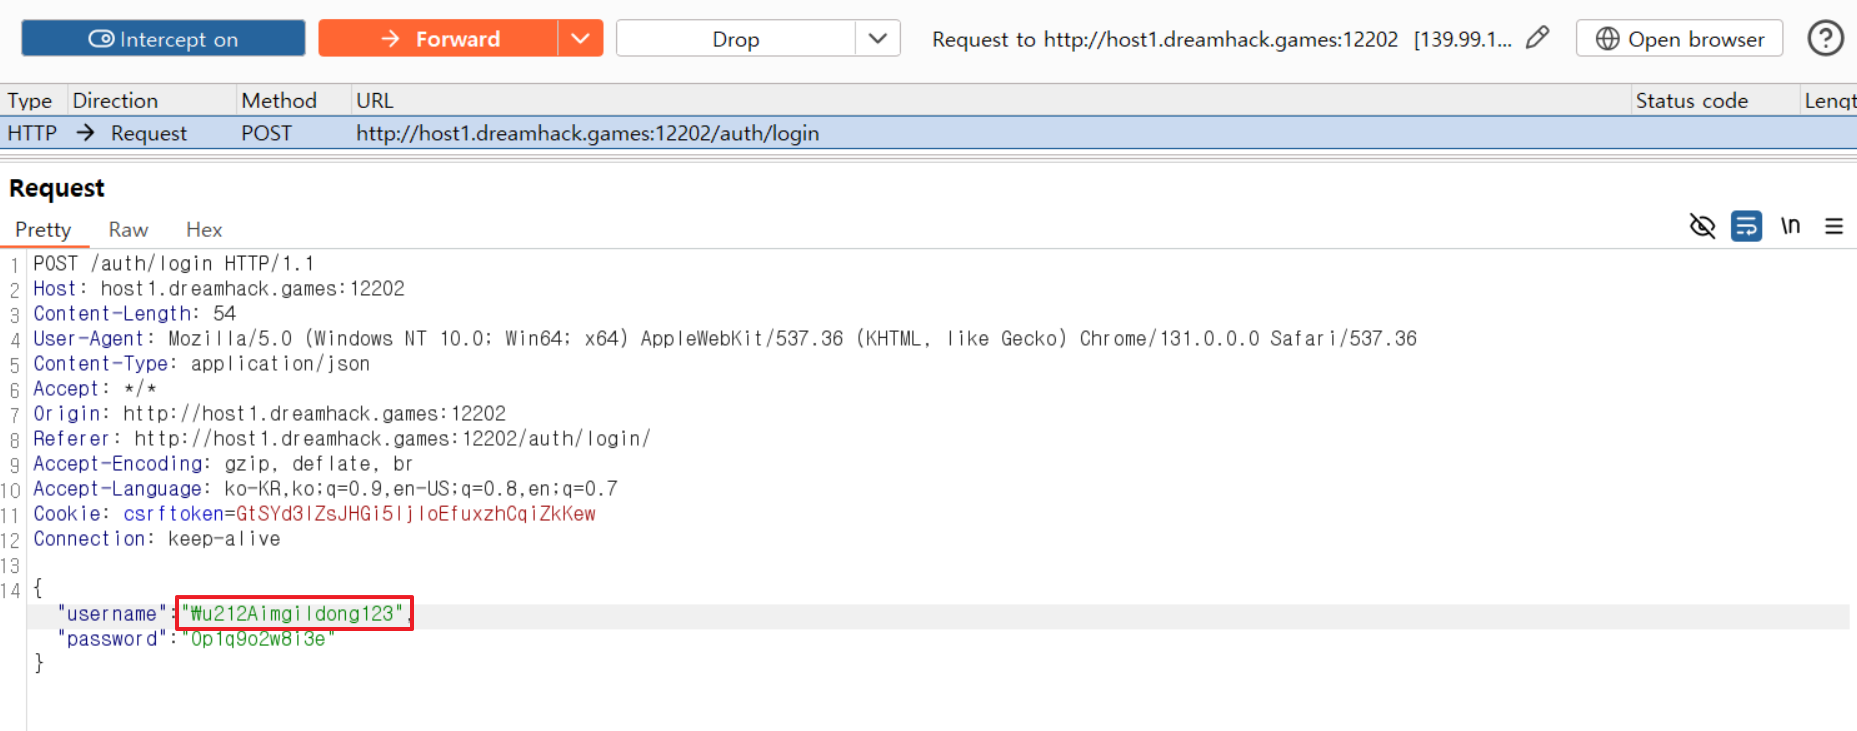 Intercept on → Forward Drop Request to http://host1.dreamhack.games:12202 [139.99.1... Open browser ?
Type Direction Method URL Status code Lengt
HTTP → Request POST http://host1.dreamhack.games:12202/auth/login
Request
Pretty Raw Hex \n
1 POST /auth/login HTTP/1.1
2 Host: host1.dreamhack.games:12202
3 Content-Length: 54
4 User-Agent: Mozilla/5.0 (Windows NT 10.0; Win64; x64) AppleWebKit/537.36 (KHTML, like Gecko) Chrome/131.0.0.0 Safari/537.36
5 Content-Type: application/json
6 Accept: */*
7 Origin: http://host1.dreamhack.games:12202
8 Referer: http://host1.dreamhack.games:12202/auth/login/
9 Accept-Encoding: gzip, deflate, br
10 Accept-Language: ko-KR,ko;q=0.9,en-US;q=0.8,en;q=0.7
11 Cookie: csrftoken=GtSYd3lZsJHGi5ljloEfuxzhCqiZkKew
12 Connection: keep-alive
13
14 {
"username":"₩u212Aimgildong123",
"password":"0p1q9o2w8i3e"
}